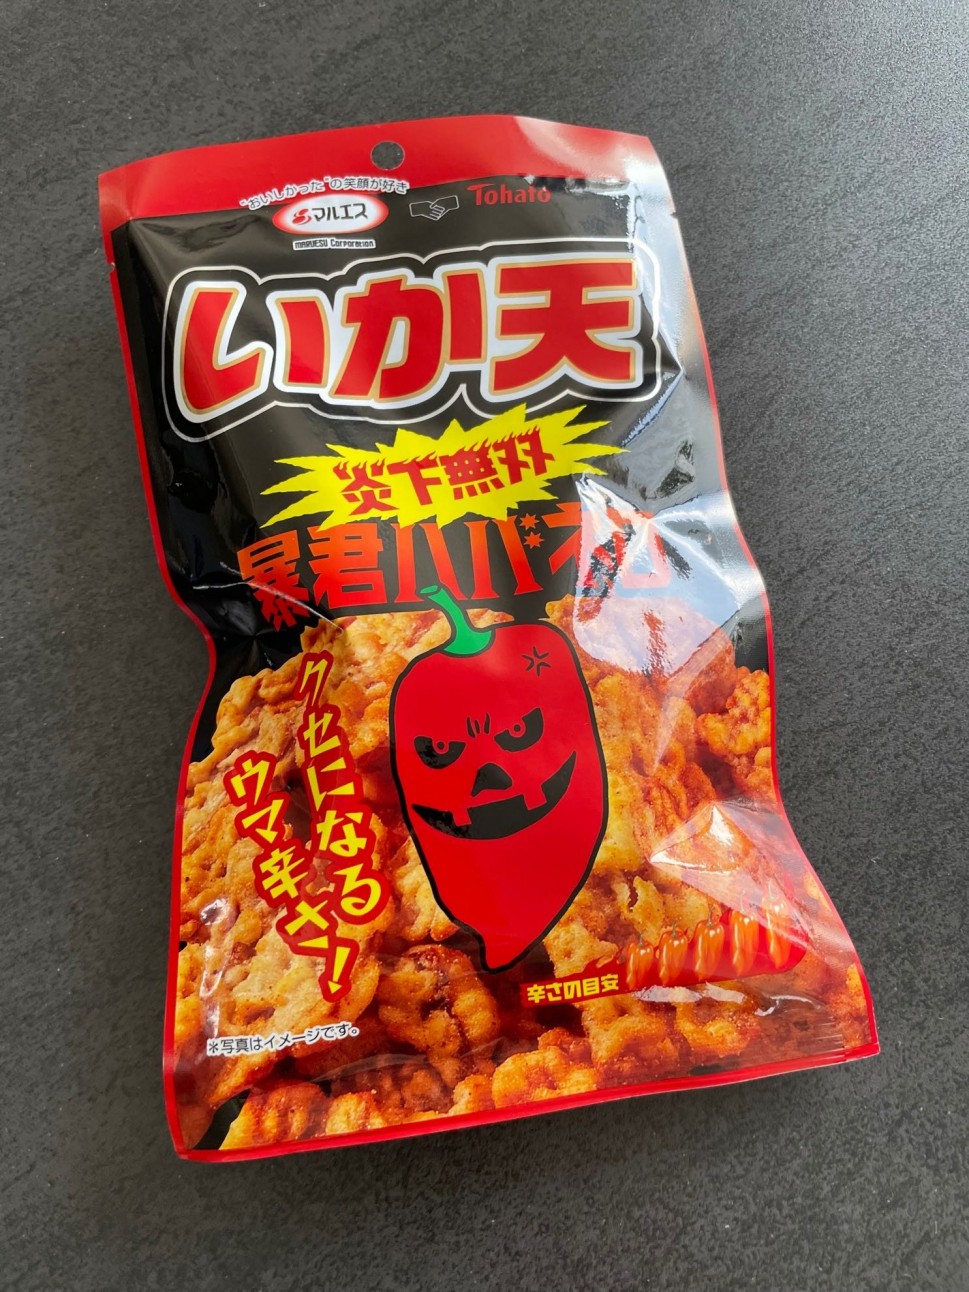 "おいしかった"の笑顔が好き
マルエス
MARUESU Corporation
Tohato
いか天
炎下無双
暴君ハバネロ
クセになる
ウマ辛さ！
辛さの目安
＊写真はイメージです。